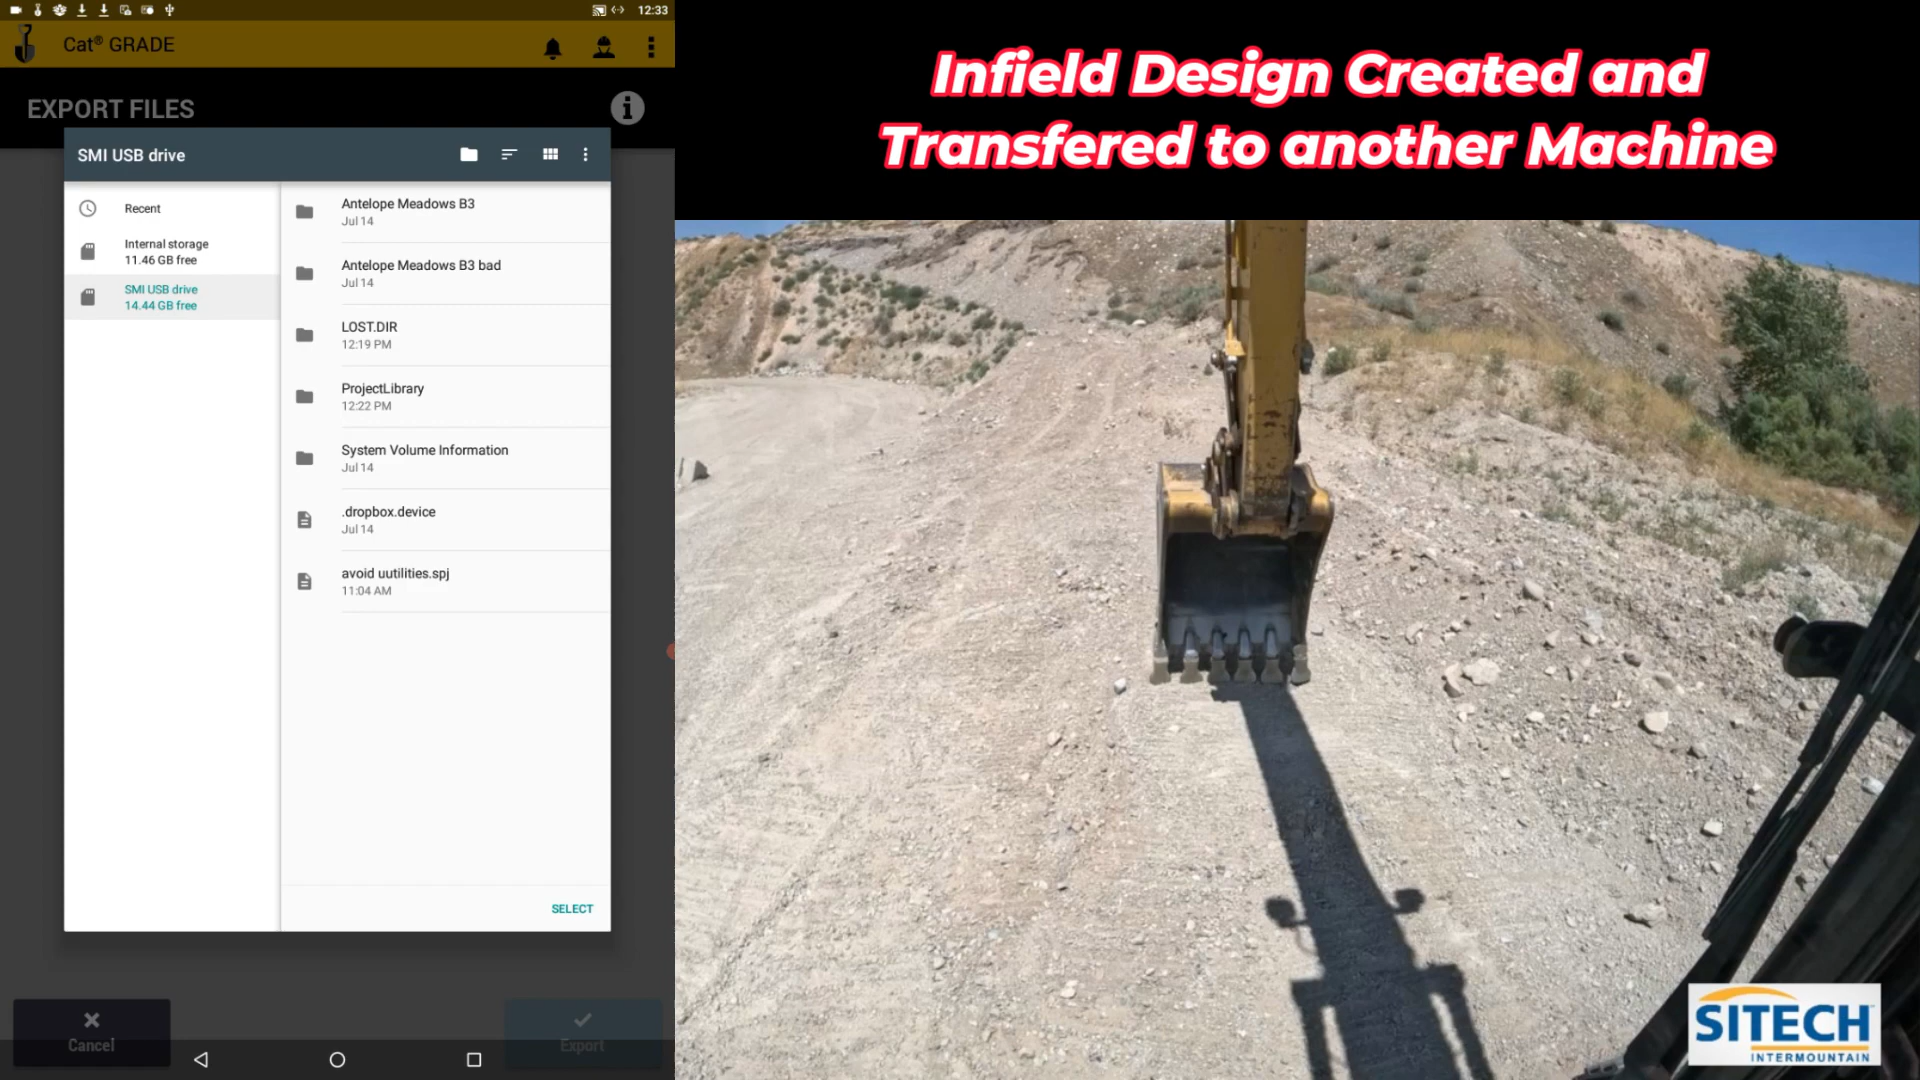 12:33
Cat® GRADE
EXPORT FILES
SMI USB drive
Recent
Internal storage
11.46 GB free
SMI USB drive
14.44 GB free
Antelope Meadows B3
Jul 14
Antelope Meadows B3 bad
Jul 14
LOST.DIR
12:19 PM
ProjectLibrary
12:22 PM
System Volume Information
Jul 14
.dropbox.device
Jul 14
avoid uutilities.spj
11:04 AM
SELECT
Cancel
Export
Infield Design Created and
Transfered to another Machine
SITECH
INTERMOUNTAIN